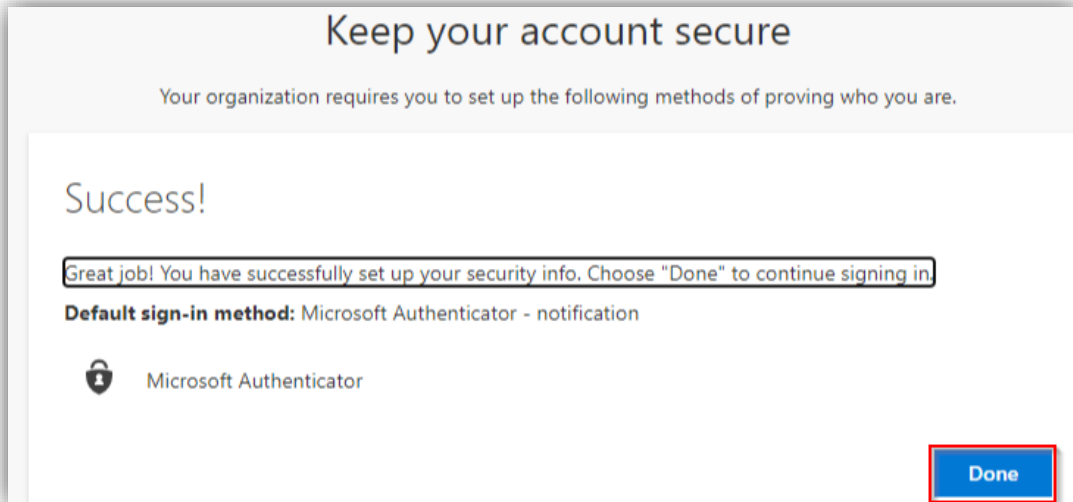 Keep your account secure
Your organization requires you to set up the following methods of proving who you are.
Success!
Great job! You have successfully set up your security info. Choose "Done" to continue signing in.
Default sign-in method: Microsoft Authenticator - notification
Microsoft Authenticator
Done